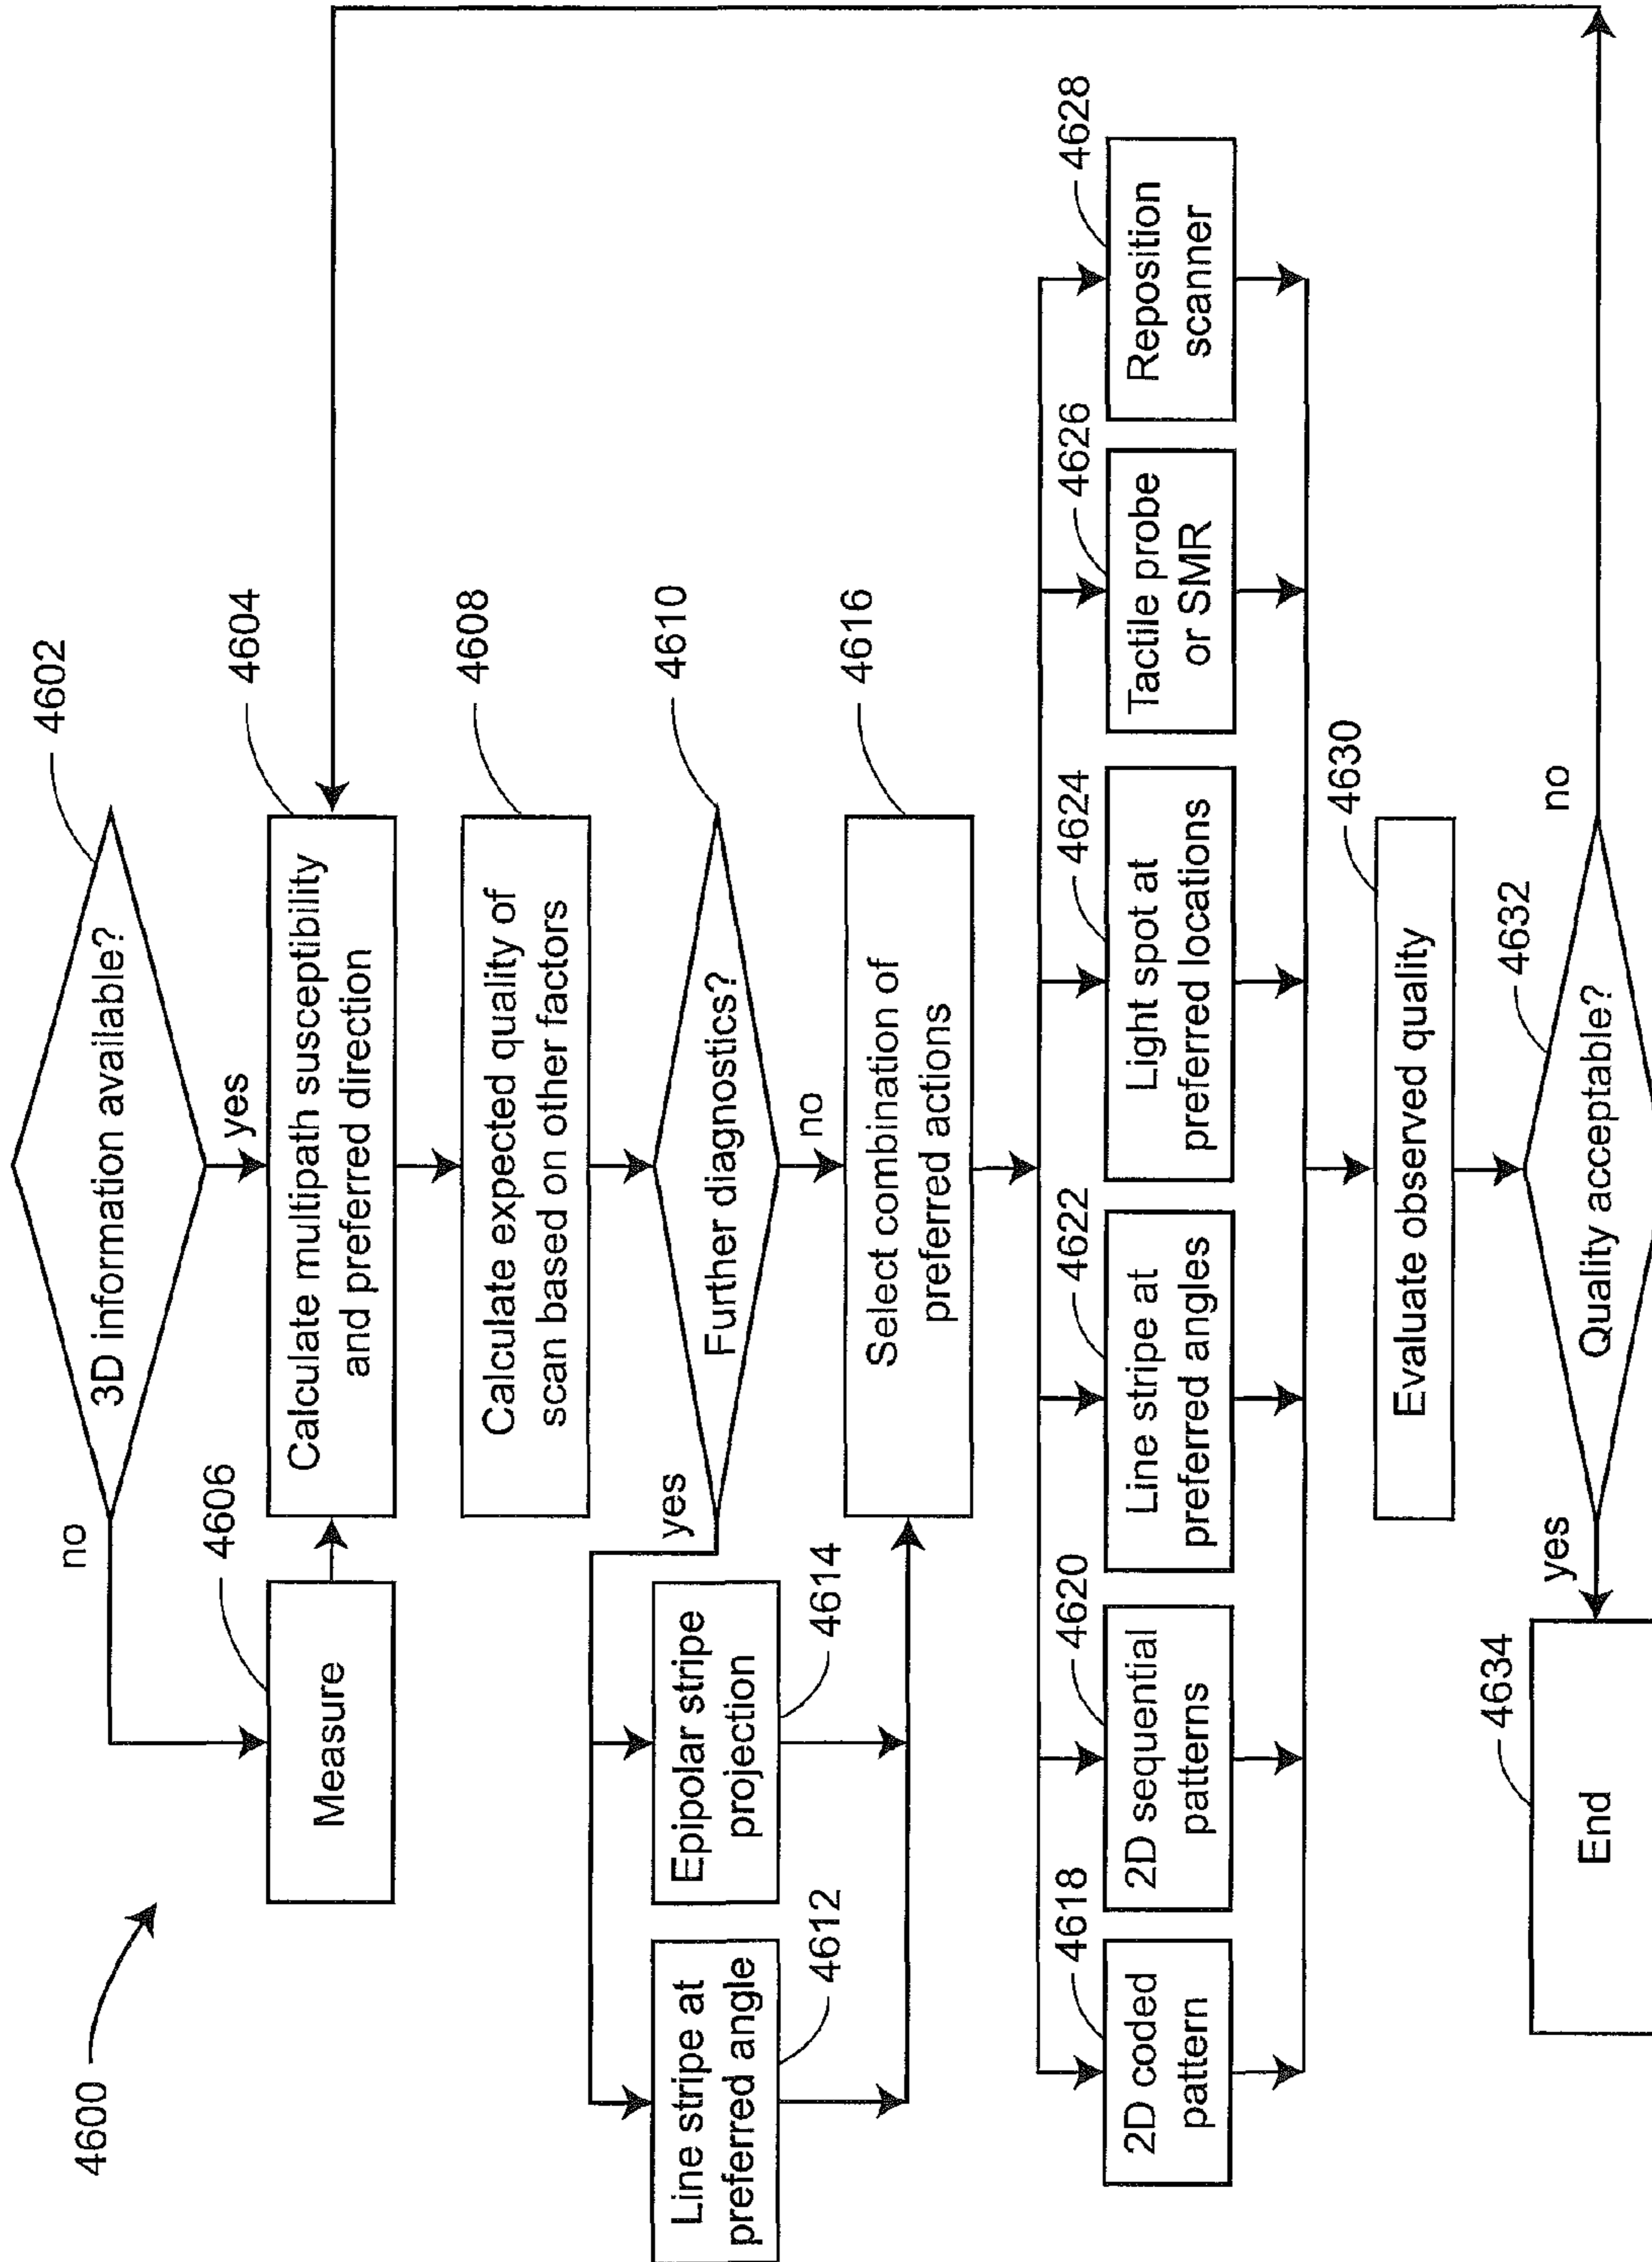 4600
3D information available?
4602
no
yes
Measure
4606
Calculate multipath susceptibility
and preferred direction
4604
Calculate expected quality of
scan based on other factors
4608
Further diagnostics?
4610
yes
no
Line stripe at
preferred angle
4612
Epipolar stripe
projection
4614
Select combination of
preferred actions
4616
2D coded
pattern
4618
2D sequential
patterns
4620
Line stripe at
preferred angles
4622
Light spot at
preferred locations
4624
Tactile probe
or SMR
4626
Reposition
scanner
4628
Evaluate observed quality
4630
Quality acceptable?
4632
yes
no
End
4634